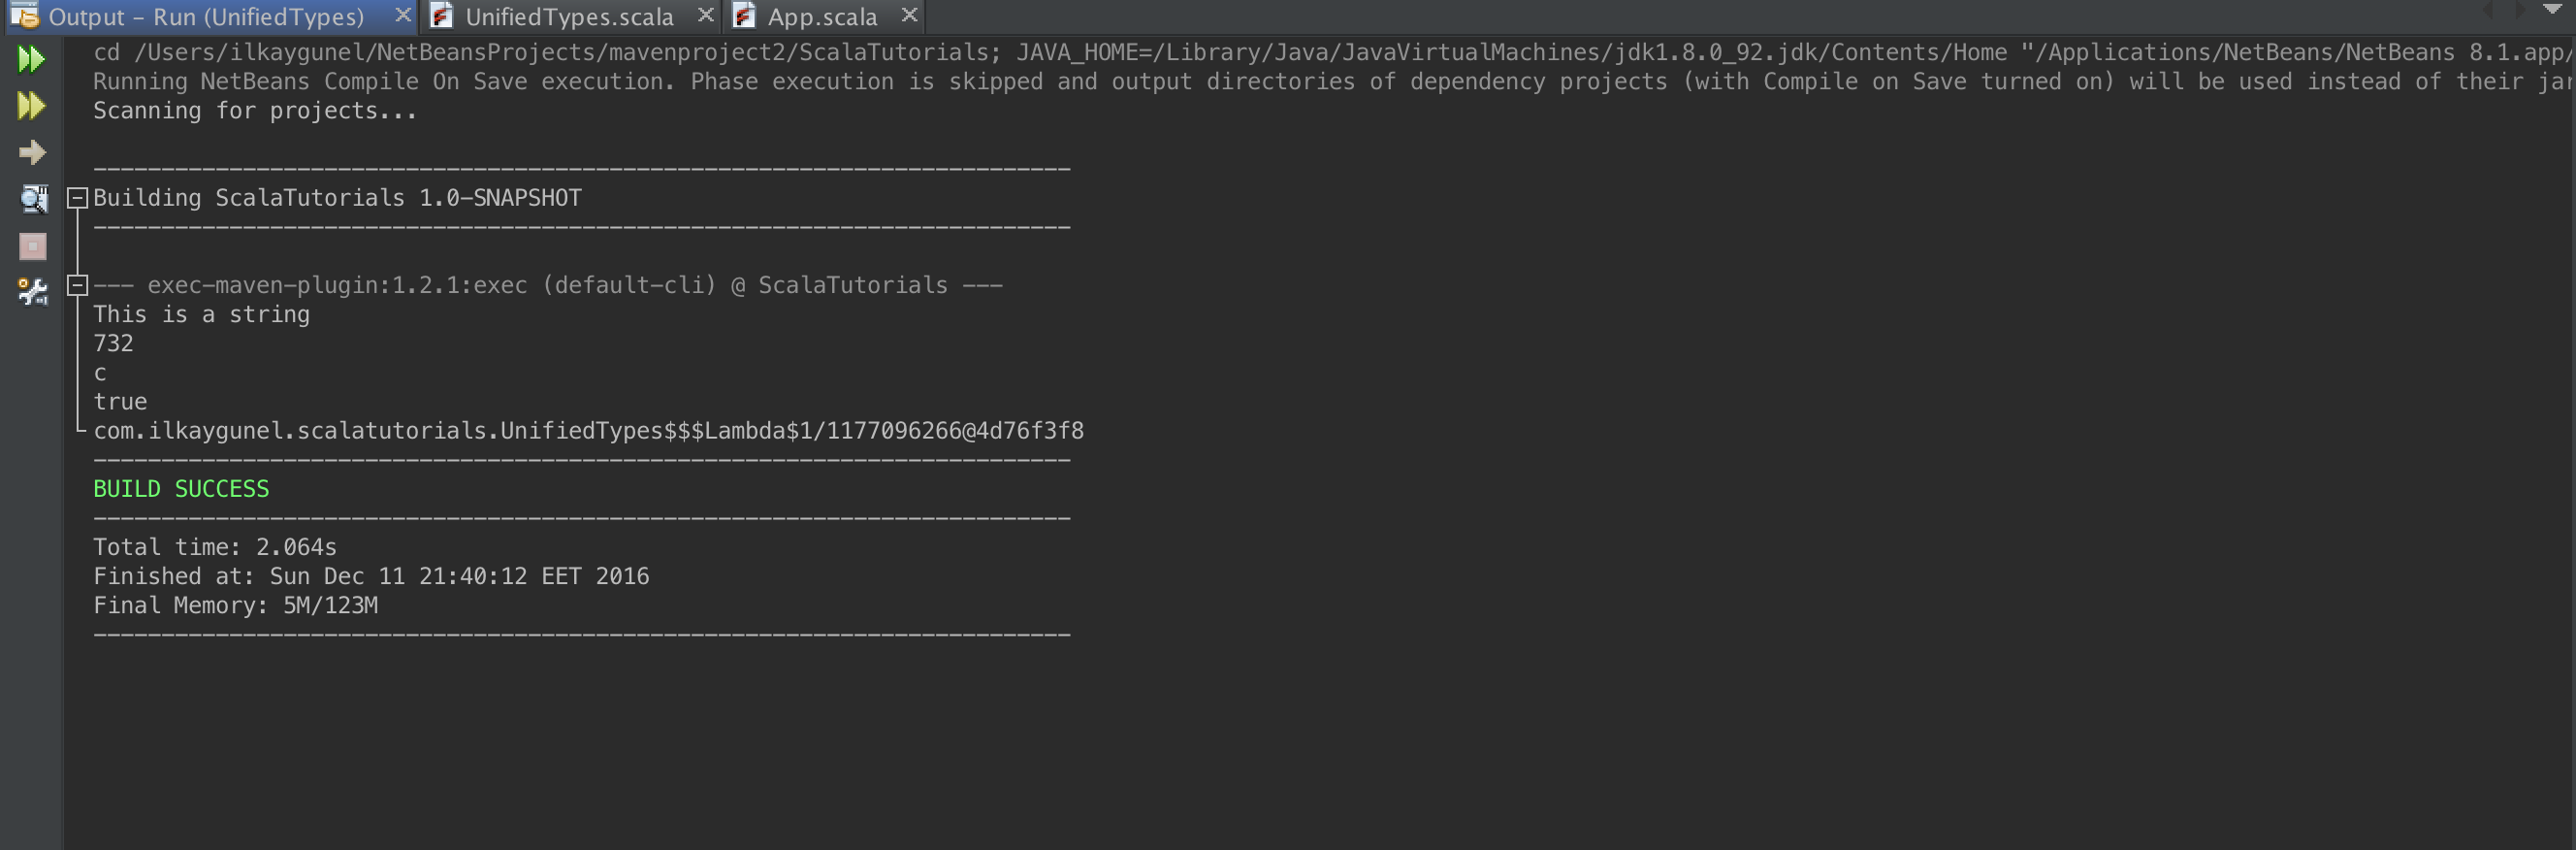 Output - Run (UnifiedTypes) UnifiedTypes.scala App.scala
cd /Users/ilkaygunel/NetBeansProjects/mavenproject2/ScalaTutorials; JAVA_HOME=/Library/Java/JavaVirtualMachines/jdk1.8.0_92.jdk/Contents/Home "/Applications/NetBeans/NetBeans 8.1.app/
Running NetBeans Compile On Save execution. Phase execution is skipped and output directories of dependency projects (with Compile on Save turned on) will be used instead of their jar
Scanning for projects...
------------------------------------------------------------------------
Building ScalaTutorials 1.0-SNAPSHOT
------------------------------------------------------------------------
--- exec-maven-plugin:1.2.1:exec (default-cli) @ ScalaTutorials ---
This is a string
732
c
true
com.ilkaygunel.scalatutorials.UnifiedTypes$$$Lambda$1/1177096266@4d76f3f8
------------------------------------------------------------------------
BUILD SUCCESS
------------------------------------------------------------------------
Total time: 2.064s
Finished at: Sun Dec 11 21:40:12 EET 2016
Final Memory: 5M/123M
------------------------------------------------------------------------